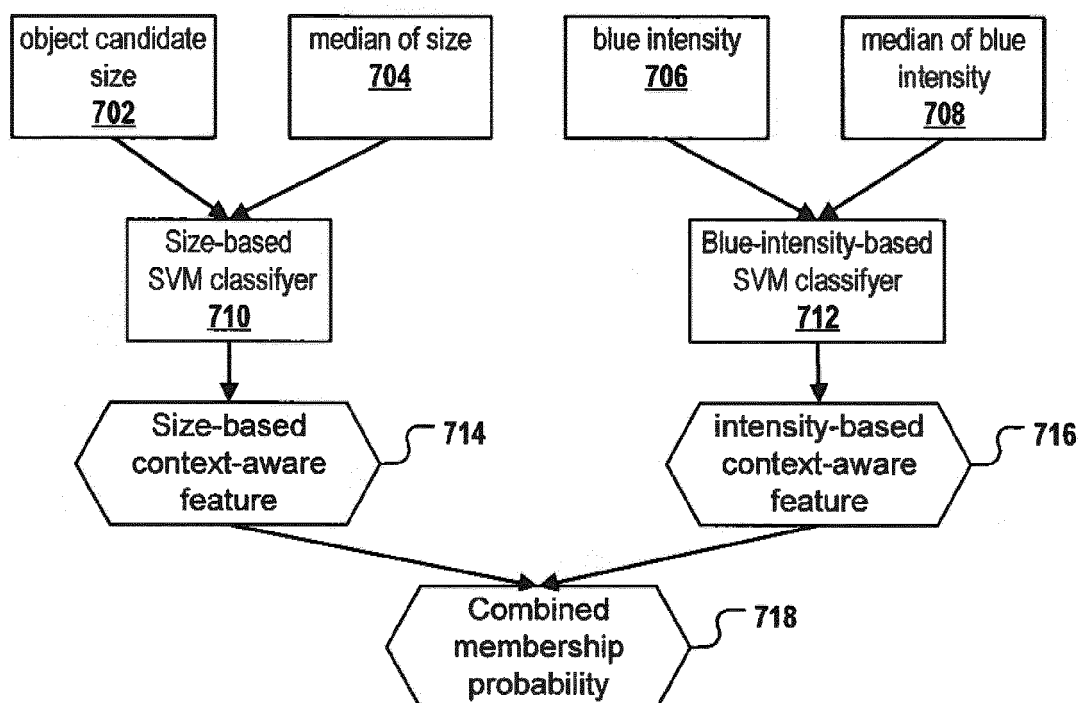 object candidate
size
702
median of size
704
blue intensity
706
median of blue
intensity
708
Size-based
SVM classifyer
710
Blue-intensity-based
SVM classifyer
712
Size-based
context-aware
feature
714
intensity-based
context-aware
feature
716
Combined
membership
probability
718